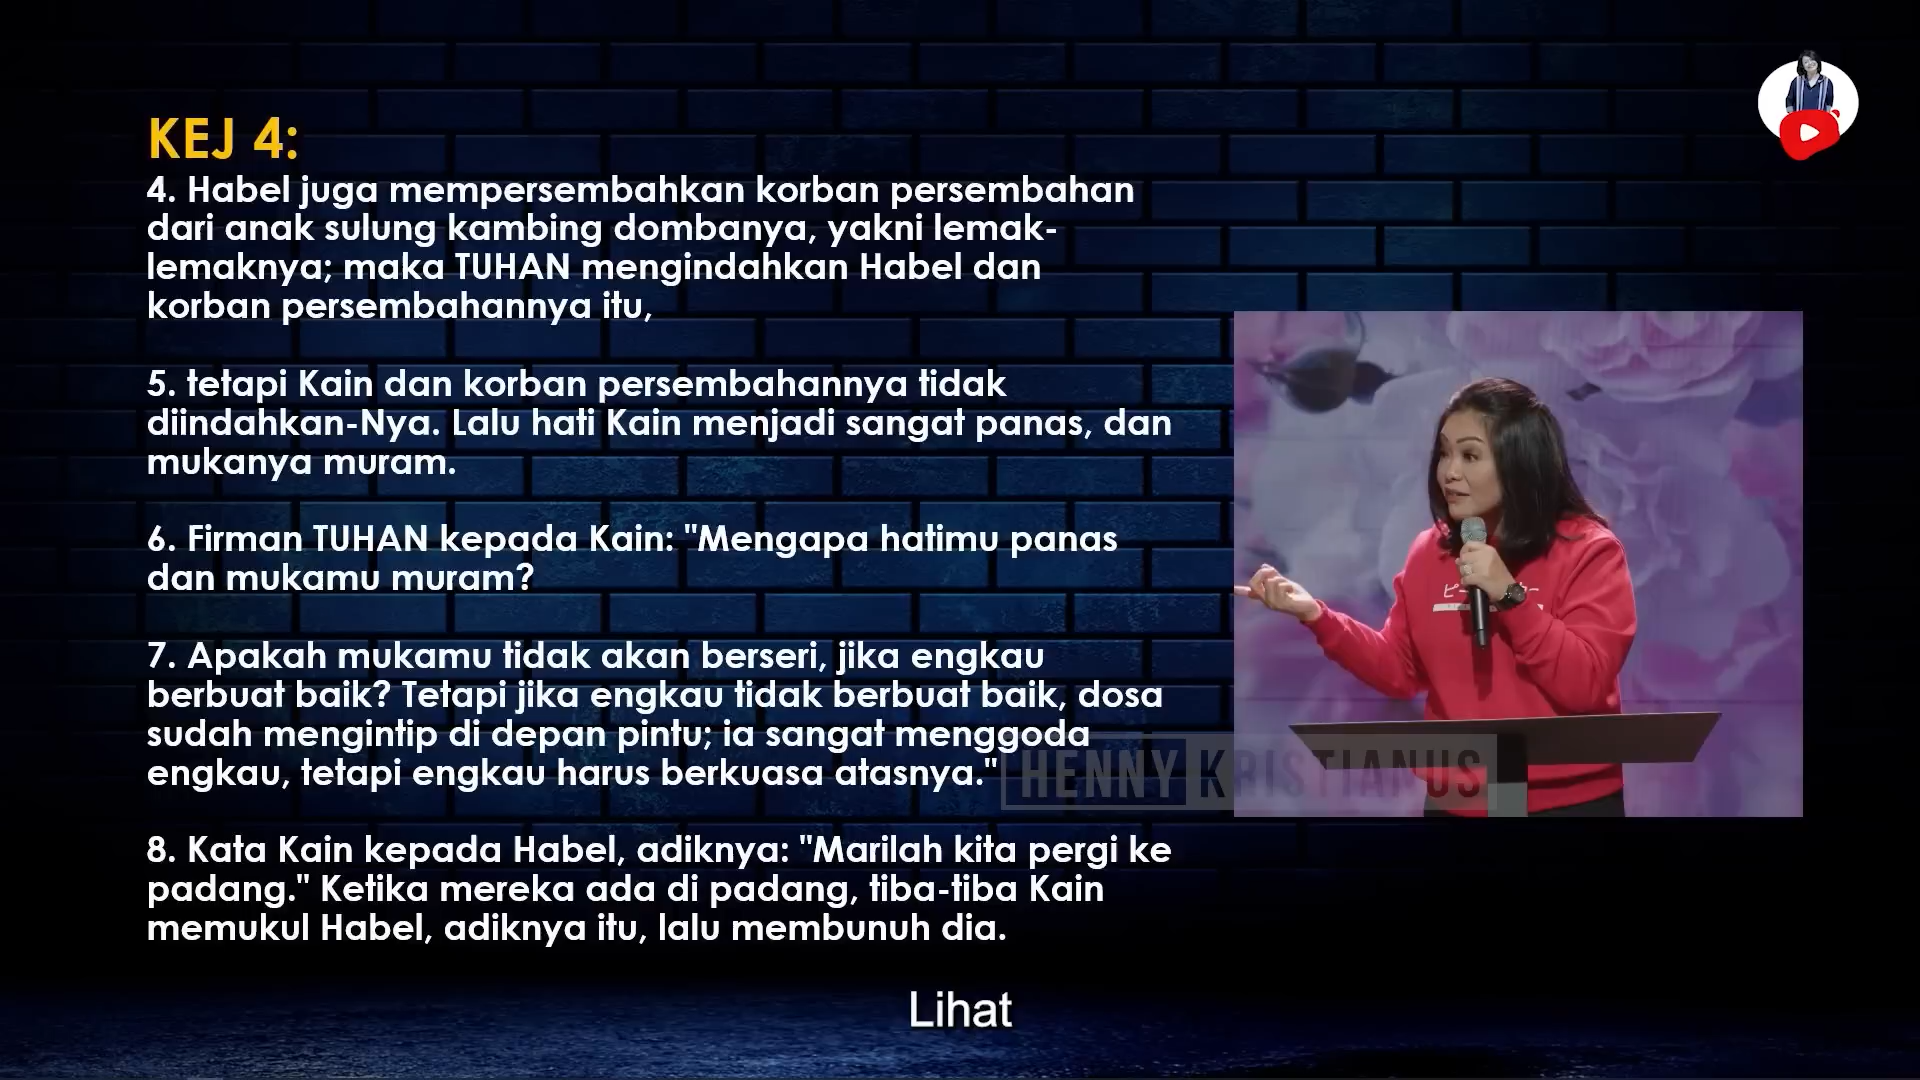 KEJ 4:
4. Habel juga mempersembahkan korban persembahan
dari anak sulung kambing dombanya, yakni lemak-
lemaknya; maka TUHAN mengindahkan Habel dan
korban persembahannya itu,
5. tetapi Kain dan korban persembahannya tidak
diindahkan-Nya. Lalu hati Kain menjadi sangat panas, dan
mukanya muram.
6. Firman TUHAN kepada Kain: "Mengapa hatimu panas
dan mukamu muram?
7. Apakah mukamu tidak akan berseri, jika engkau
berbuat baik? Tetapi jika engkau tidak berbuat baik, dosa
sudah mengintip di depan pintu; ia sangat menggoda
engkau, tetapi engkau harus berkuasa atasnya."
HENNY KRISTIANUS
8. Kata Kain kepada Habel, adiknya: "Marilah kita pergi ke
padang." Ketika mereka ada di padang, tiba-tiba Kain
memukul Habel, adiknya itu, lalu membunuh dia.
Lihat